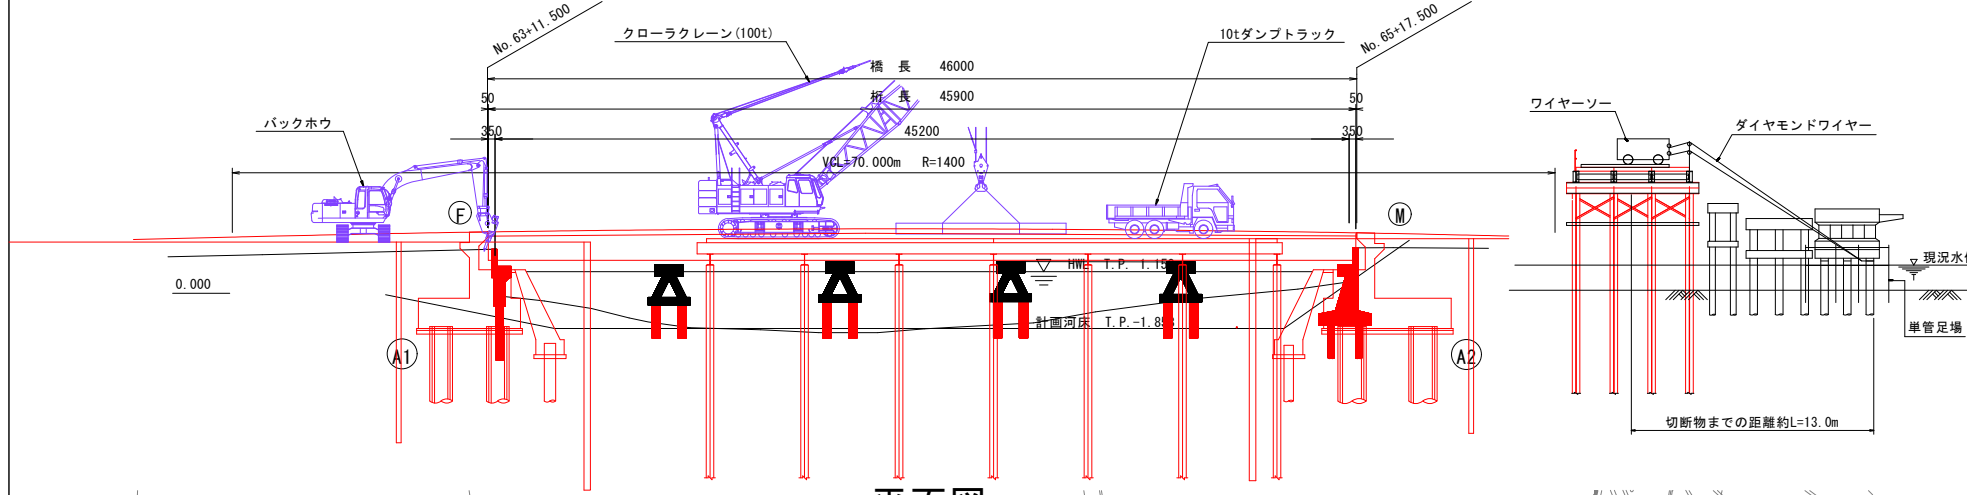 No.63+11.500
クローラクレーン(100t)
橋 長 46000
10tダンプトラック
No.65+17.500
50
桁 長 45900
50
バックホウ
350
45200
350
ワイヤーソー
ダイヤモンドワイヤー
VCL=70.000m R=1400
F
M
HWL T.P. 1.15
現況水
0.000
計画河床 T.P.-1.8
単管足場
A1
A2
切断物までの距離約L=13.0m
平面図